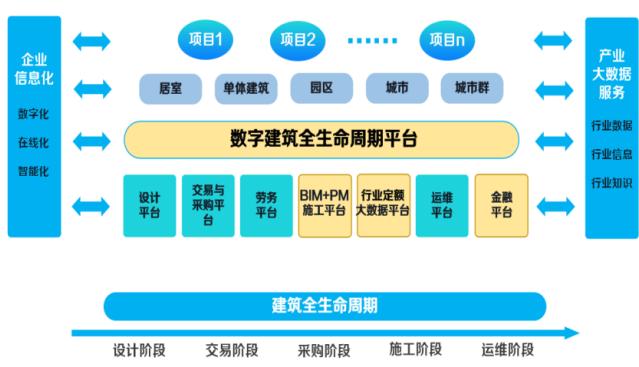 企业
信息化
数字化
在线化
智能化
项目1
项目2
项目n
居室
单体建筑
园区
城市
城市群
数字建筑全生命周期平台
设计
平台
交易与
采购平
台
劳务
平台
BIM+PM
施工平台
行业定额
大数据平台
运维
平台
金融
平台
产业
大数据
服务
行业数据
行业信息
行业知识
建筑全生命周期
设计阶段
交易阶段
采购阶段
施工阶段
运维阶段